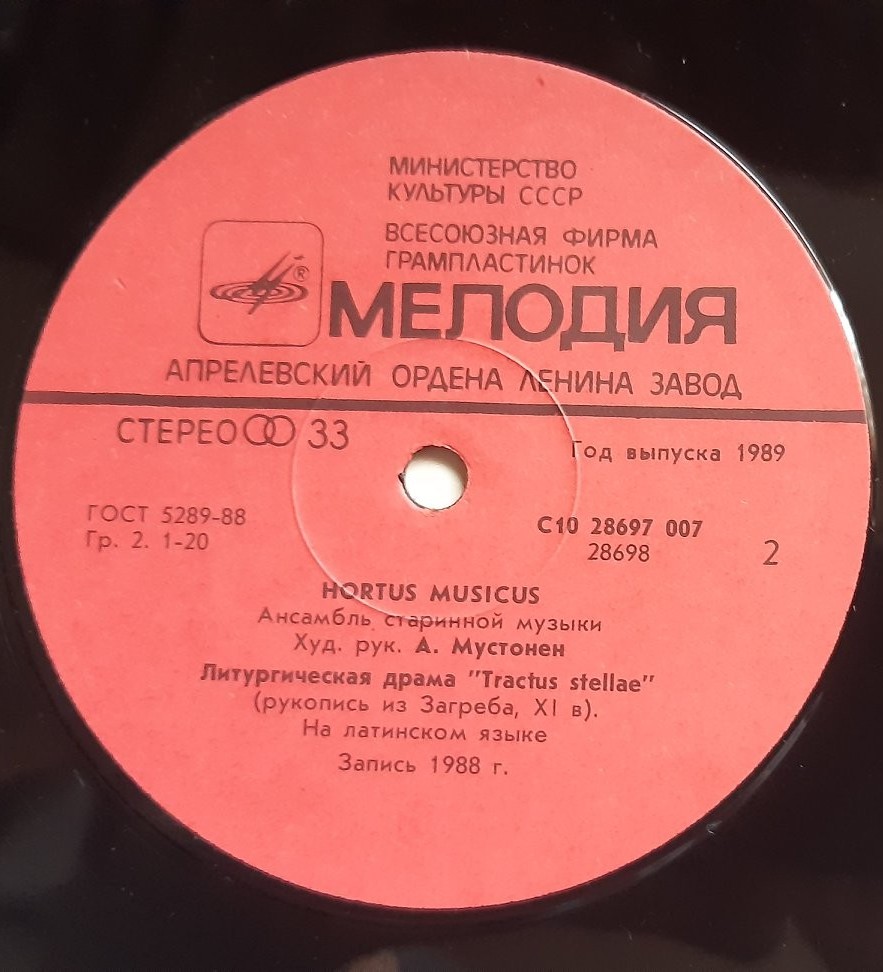 МИНИСТЕРСТВО
КУЛЬТУРЫ СССР
ВСЕСОЮЗНАЯ ФИРМА
ГРАМПЛАСТИНОК
®
МЕЛОДИЯ
АПРЕЛЕВСКИЙ ОРДЕНА ЛЕНИНА ЗАВОД
СТЕРЕО 33
Год выпуска 1989
ГОСТ 5289-88
Гр. 2. 1-20
С10 28697 007
28698
2
HORTUS MUSICUS
Ансамбль старинной музыки
Худ. рук. А. Мустонен
Литургическая драма "Tractus stellae"
(рукопись из Загреба, XI в).
На латинском языке
Запись 1988 г.